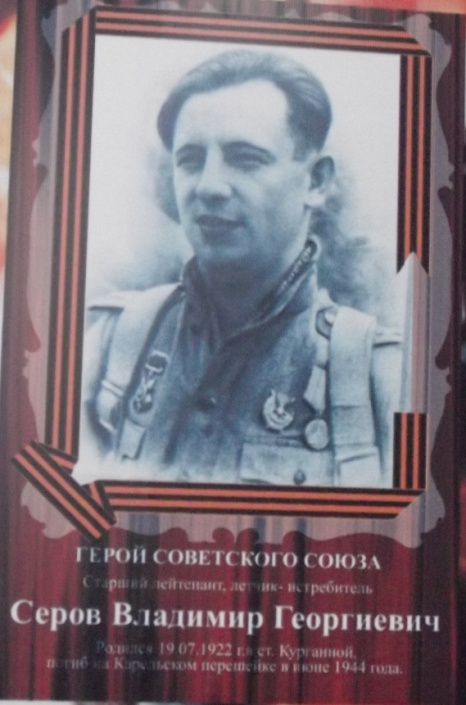 ГЕРОЙ СОВЕТСКОГО СОЮЗА
Старший лейтенант, летчик- истребитель
Серов Владимир Георгиевич
Родился 19.07.1922 г.в ст. Курганной,
погиб на Карельском перешейке в июне 1944 года.